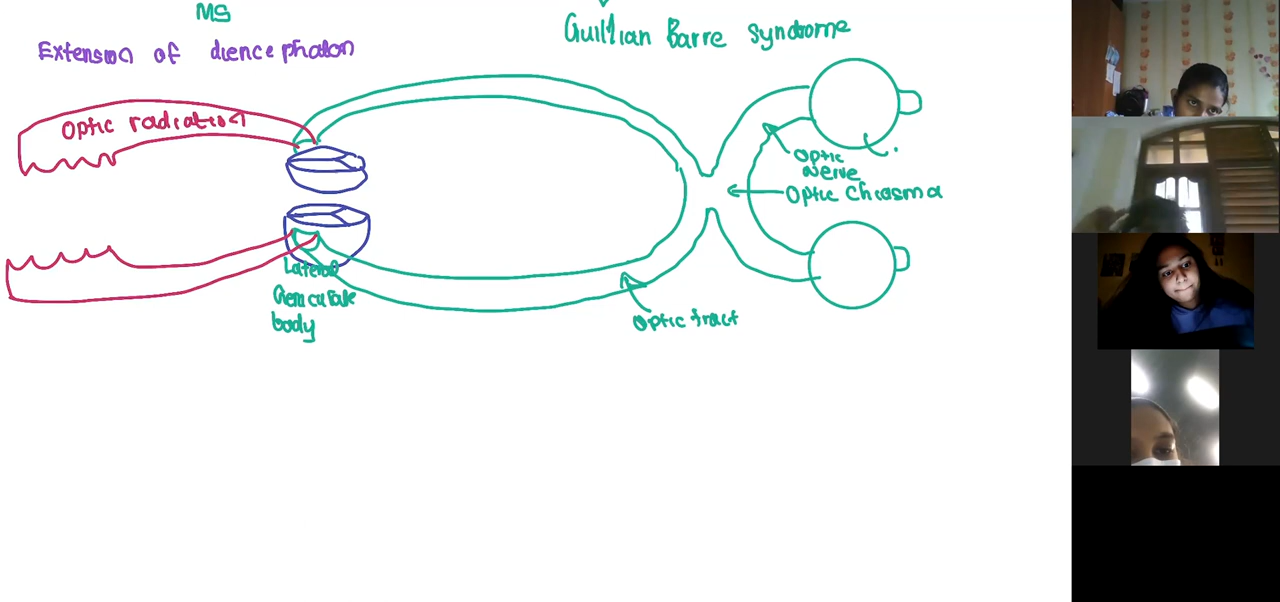 MS
Guillian Barre Syndrome
Extension of diencephalon
Optic radiation
Optic
Nerve
Optic Chiasma
Lateral
Geniculate
body
Optic tract